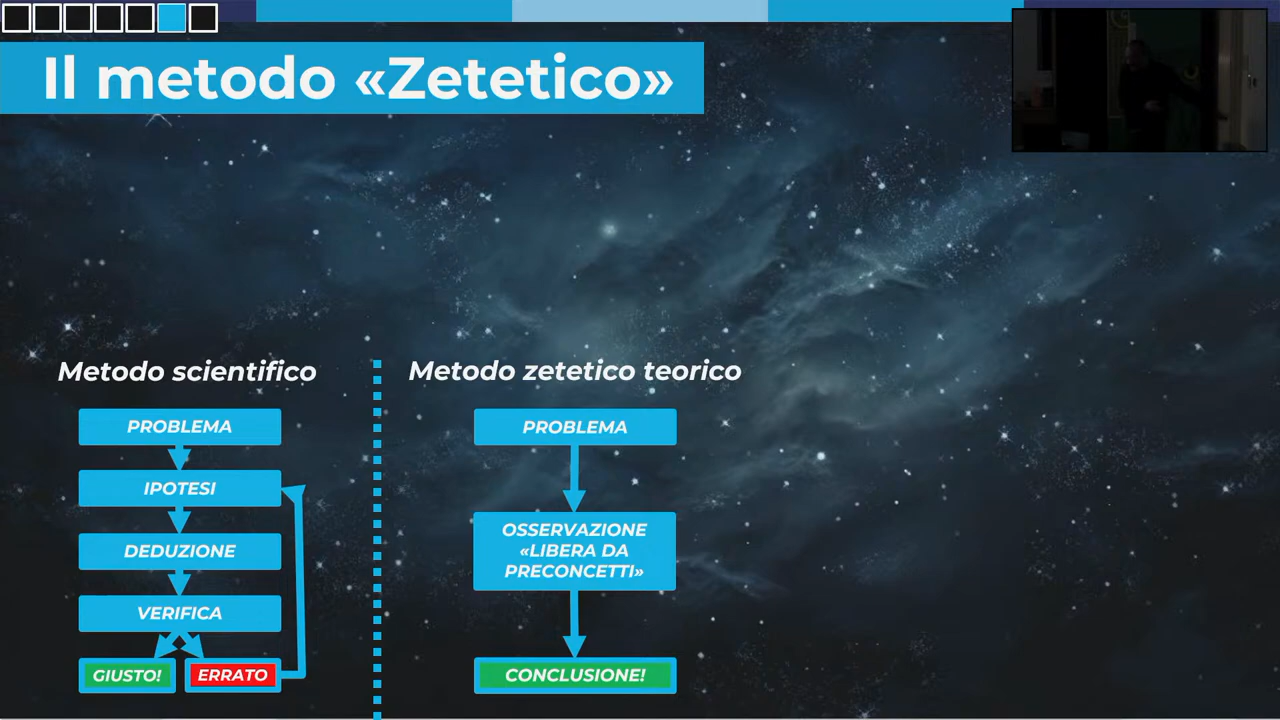 Il metodo «Zetetico»
Metodo scientifico
PROBLEMA
IPOTESI
DEDUZIONE
VERIFICA
GIUSTO!
ERRATO
Metodo zetetico teorico
PROBLEMA
OSSERVAZIONE
«LIBERA DA
PRECONCETTI»
CONCLUSIONE!